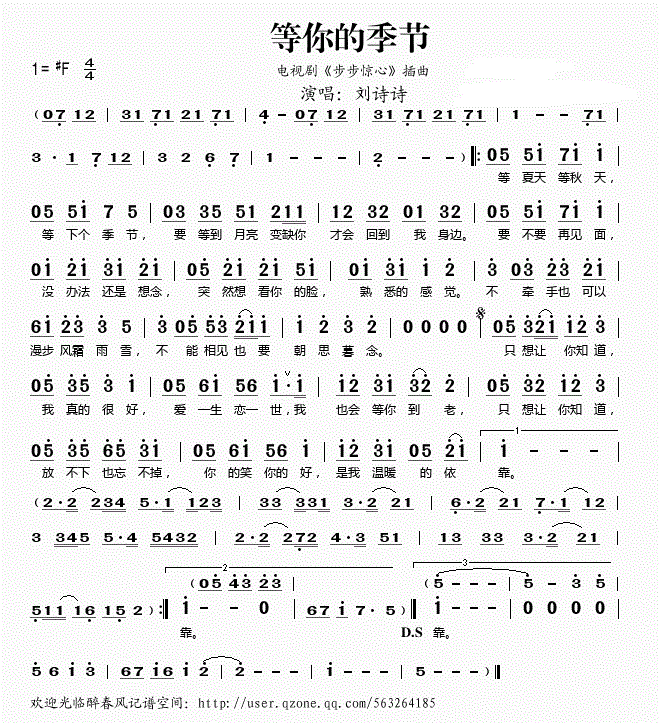 等你的季节
1= ♯F 4/4
电视剧《步步惊心》插曲
演唱: 刘诗诗
( 07 12 | 31 71 21 71 | 4 - 07 12 | 31 71 21 71 | 1 - - 71 |
3 · 1 7 12 | 3 2 6 7 | 1 - - - | 2 - - - ) ‖: 05 51 71 1 |
等 夏天 等秋 天,
05 51 7 5 | 03 35 51 211 | 12 32 01 32 | 05 51 71 1 |
等 下个 季 节, 要 等到 月亮 变缺你 才会 回到 我 身边。 要 不要 再见 面,
01 21 31 21 | 05 21 21 21 | 01 31 1 2 | 3 03 23 21 |
没 办法 还是 想念, 突 然想 看你 的脸, 熟 悉的 感 觉。 不 牵 手也 可以
61 23 3 5 | 3 05 53 211 | 1 2 3 2 | 0 0 0 0 | 05 321 12 3 |
漫步 风霜 雨 雪, 不 能相 见也 要 朝 思 暮 念。 只 想让 你知 道,
05 35 3 1 | 05 61 56 1·1 | 12 31 32 2 | 05 32 12 3 |
我 真的 很 好, 爱 一生 恋一 世,我 也会 等你 到 老, 只 想让 你知 道,
05 35 65 31 | 05 61 56 1 | 12 31 05 21 | 1 - - - |
1
放 不下 也忘 不掉, 你 的笑 你的 好, 是我 温暖 的 依 靠。
( 2·2 234 5·1 123 | 33 331 3·2 21 | 6·2 21 7·1 12 |
3 345 5·4 5432 | 2·2 272 4·3 51 | 13 33 3·2 21 |
2
3
( 05 43 23 |
( 5 - - - | 5 - 3 5 |
511 16 15 2 ) :‖ 1 - - 0 | 67 1 7· 5 ) ‖ 1 - - - | 0 0 0 0 |
靠。 D.S 靠。
5 6 1 3 | 67 16 1 2 | 2 - - - | 1 - - - | 5 - - - ) ‖
欢迎光临醉春风记谱空间: http://user.qzone.qq.com/563264185